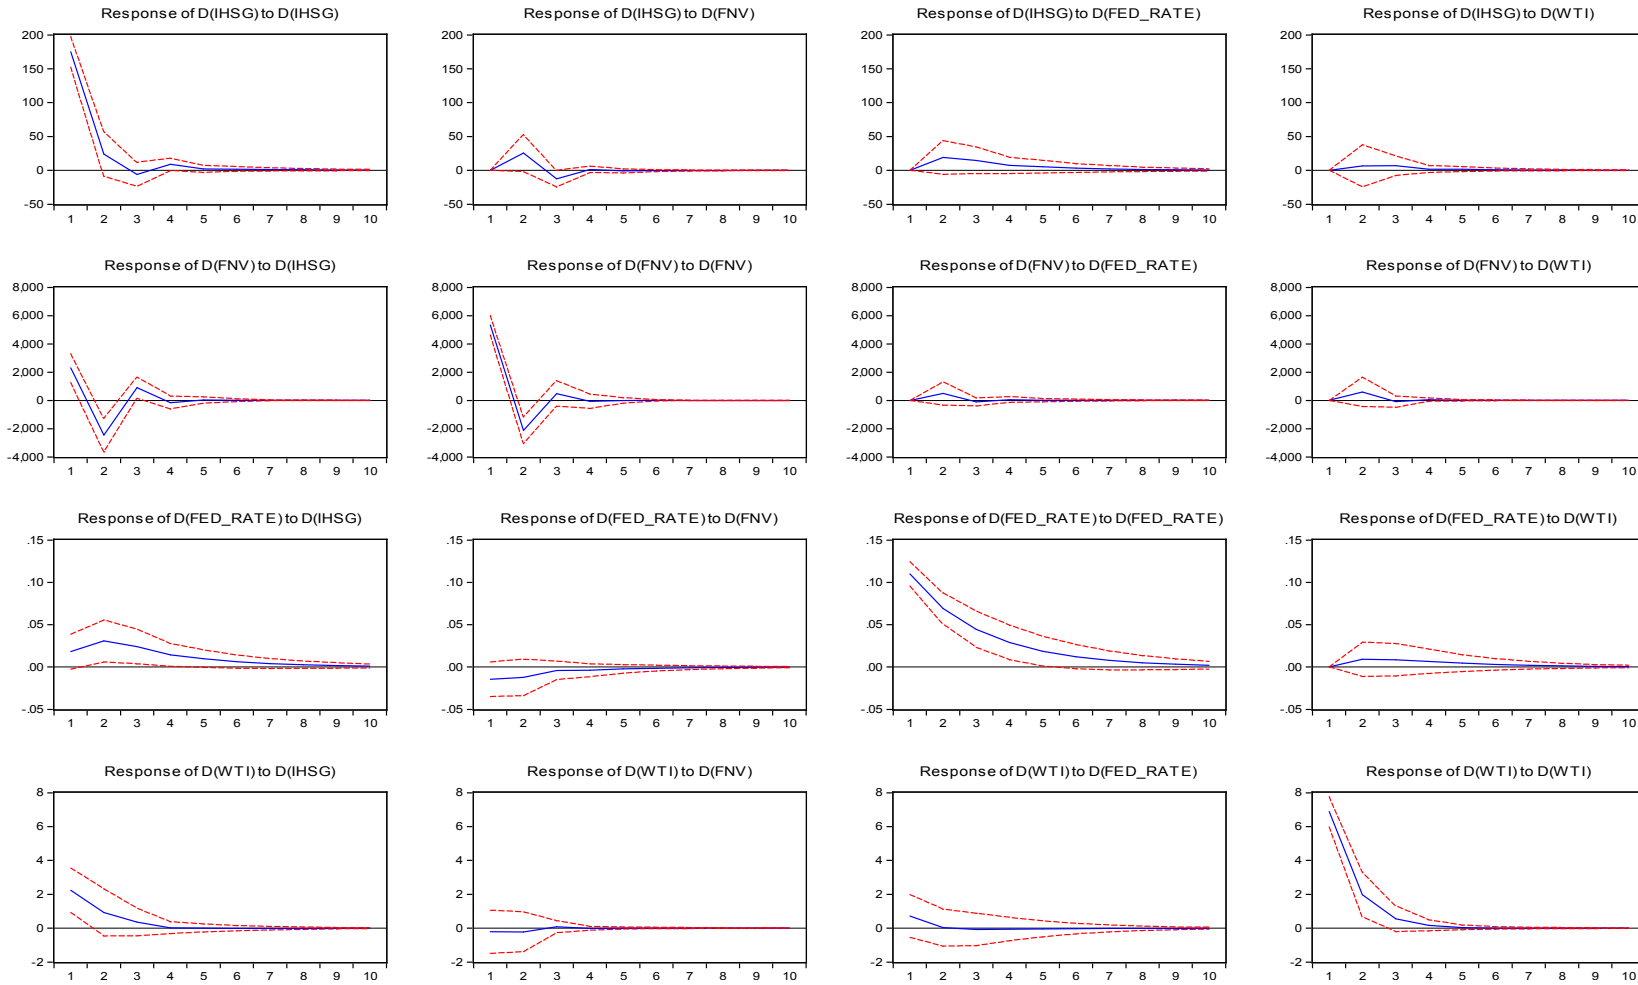 Response of D(IHSG) to D(IHSG)
Response of D(IHSG) to D(FNV)
Response of D(IHSG) to D(FED_RATE)
Response of D(IHSG) to D(WTI)
200 200 200 200
150 150 150 150
100 100 100 100
50 50 50 50
0 0 0 0
-50 -50 -50 -50
1 2 3 4 5 6 7 8 9 10
1 2 3 4 5 6 7 8 9 10
1 2 3 4 5 6 7 8 9 10
1 2 3 4 5 6 7 8 9 10
Response of D(FNV) to D(IHSG)
Response of D(FNV) to D(FNV)
Response of D(FNV) to D(FED_RATE)
Response of D(FNV) to D(WTI)
8,000 8,000 8,000 8,000
6,000 6,000 6,000 6,000
4,000 4,000 4,000 4,000
2,000 2,000 2,000 2,000
0 0 0 0
-2,000 -2,000 -2,000 -2,000
-4,000 -4,000 -4,000 -4,000
1 2 3 4 5 6 7 8 9 10
1 2 3 4 5 6 7 8 9 10
1 2 3 4 5 6 7 8 9 10
1 2 3 4 5 6 7 8 9 10
Response of D(FED_RATE) to D(IHSG)
Response of D(FED_RATE) to D(FNV)
Response of D(FED_RATE) to D(FED_RATE)
Response of D(FED_RATE) to D(WTI)
.15 .15 .15 .15
.10 .10 .10 .10
.05 .05 .05 .05
.00 .00 .00 .00
-.05 -.05 -.05 -.05
1 2 3 4 5 6 7 8 9 10
1 2 3 4 5 6 7 8 9 10
1 2 3 4 5 6 7 8 9 10
1 2 3 4 5 6 7 8 9 10
Response of D(WTI) to D(IHSG)
Response of D(WTI) to D(FNV)
Response of D(WTI) to D(FED_RATE)
Response of D(WTI) to D(WTI)
8 8 8 8
6 6 6 6
4 4 4 4
2 2 2 2
0 0 0 0
-2 -2 -2 -2
1 2 3 4 5 6 7 8 9 10
1 2 3 4 5 6 7 8 9 10
1 2 3 4 5 6 7 8 9 10
1 2 3 4 5 6 7 8 9 10